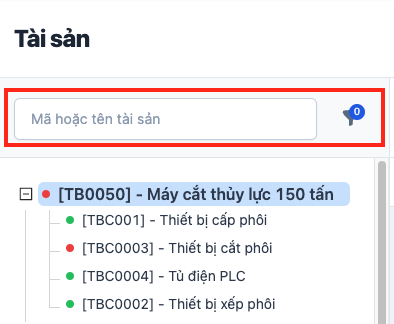 Tài sản
Mã hoặc tên tài sản
0
[TB0050] - Máy cắt thủy lực 150 tấn
[TBC001] - Thiết bị cấp phôi
[TBC0003] - Thiết bị cắt phôi
[TBC0004] - Tủ điện PLC
[TBC0002] - Thiết bị xếp phôi